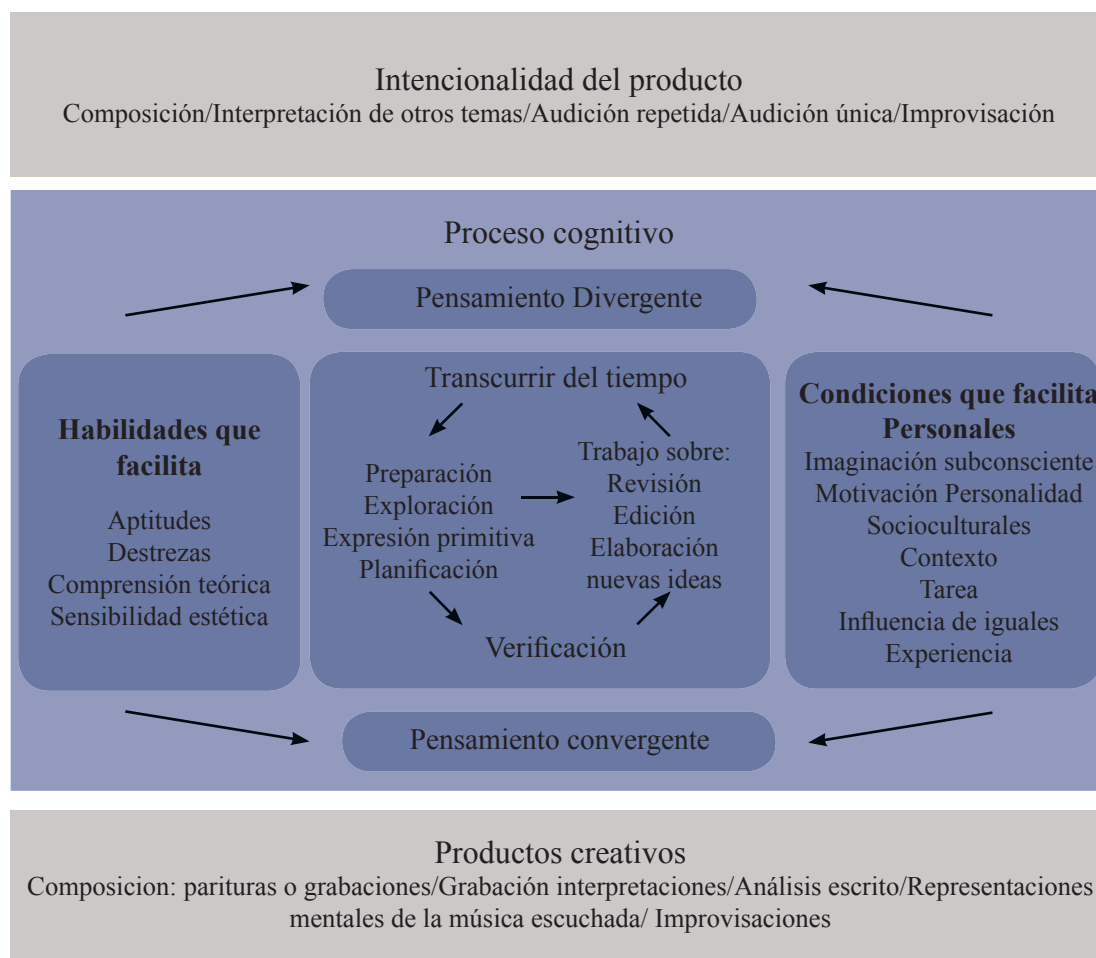 Intencionalidad del producto
Composición/Interpretación de otros temas/Audición repetida/Audición única/Improvisación
Proceso cognitivo
Pensamiento Divergente
Habilidades que
facilita
Aptitudes
Destrezas
Comprensión teórica
Sensibilidad estética
Transcurrir del tiempo
Preparación
Exploración
Expresión primitiva
Planificación
Trabajo sobre:
Revisión
Edición
Elaboración
nuevas ideas
Verificación
Condiciones que facilita
Personales
Imaginación subconsciente
Motivación Personalidad
Socioculturales
Contexto
Tarea
Influencia de iguales
Experiencia
Pensamiento convergente
Productos creativos
Composicion: parituras o grabaciones/Grabación interpretaciones/Análisis escrito/Representaciones
mentales de la música escuchada/ Improvisaciones